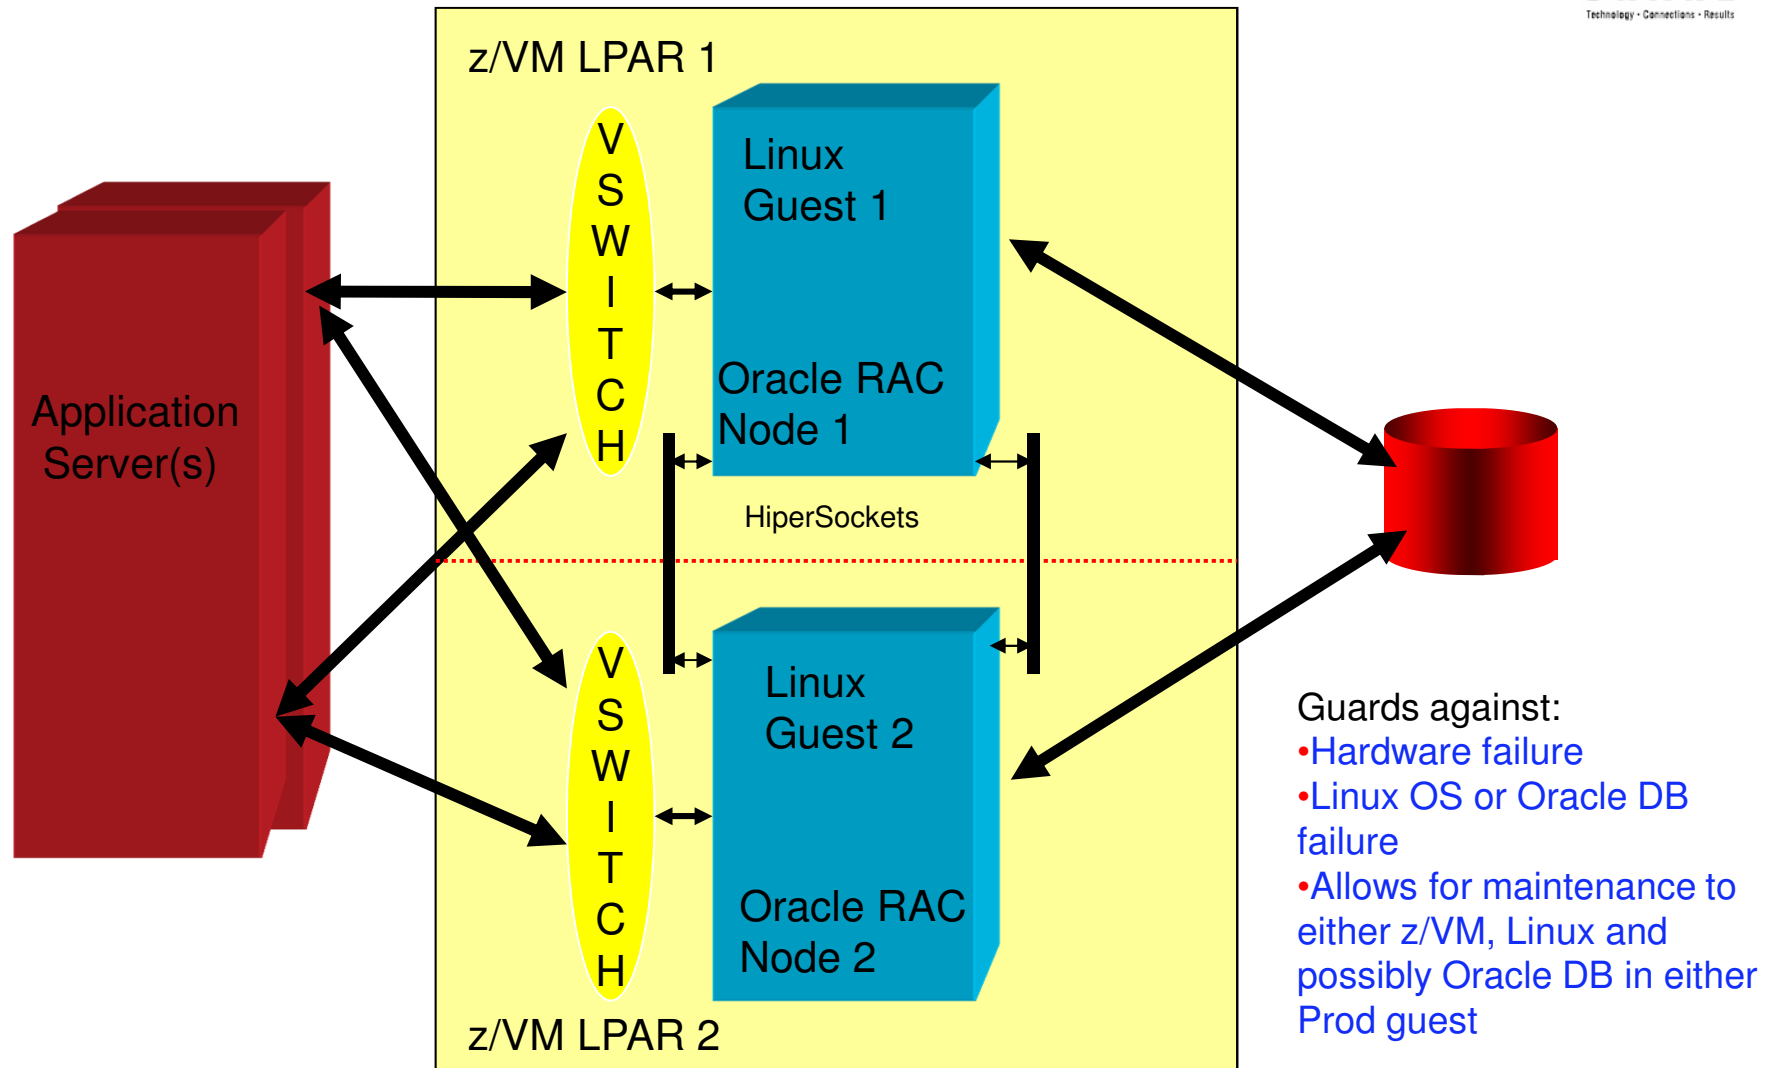 Technology · Connections · Results
z/VM LPAR 1
VSWITCH
Linux
Guest 1
Oracle RAC
Node 1
Application
Server(s)
HiperSockets
VSWITCH
Linux
Guest 2
Oracle RAC
Node 2
z/VM LPAR 2
Guards against:
•Hardware failure
•Linux OS or Oracle DB
failure
•Allows for maintenance to
either z/VM, Linux and
possibly Oracle DB in either
Prod guest